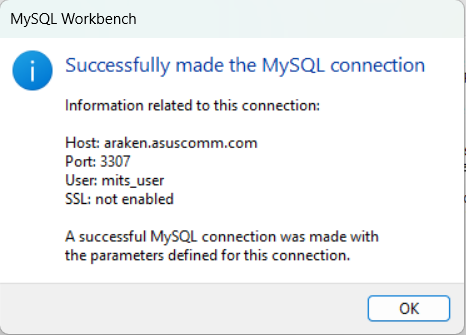 MySQL Workbench
Successfully made the MySQL connection
Information related to this connection:
Host: araken.asuscomm.com
Port: 3307
User: mits_user
SSL: not enabled
A successful MySQL connection was made with
the parameters defined for this connection.
OK